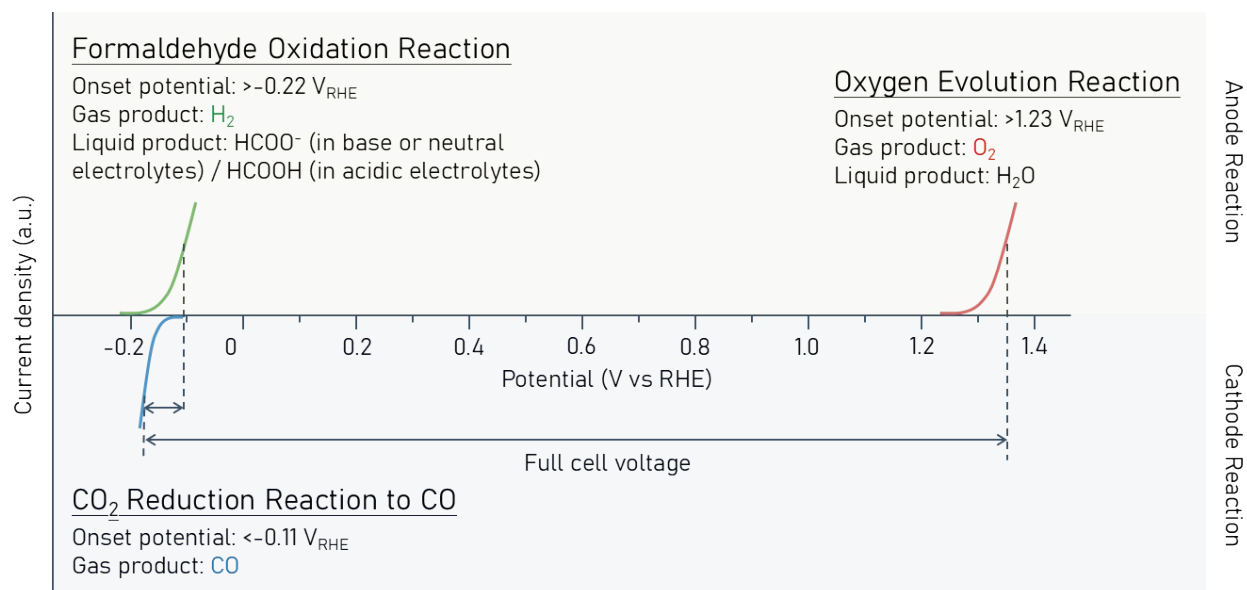 Formaldehyde Oxidation Reaction
Onset potential: >-0.22 V_RHE
Gas product: H₂
Liquid product: HCOO⁻ (in base or neutral
electrolytes) / HCOOH (in acidic electrolytes)
Oxygen Evolution Reaction
Onset potential: >1.23 V_RHE
Gas product: O₂
Liquid product: H₂O
Anode Reaction
Current density (a.u.)
-0.2 0 0.2 0.4 0.6 0.8 1.0 1.2 1.4
Potential (V vs RHE)
Full cell voltage
Cathode Reaction
CO₂ Reduction Reaction to CO
Onset potential: <-0.11 V_RHE
Gas product: CO